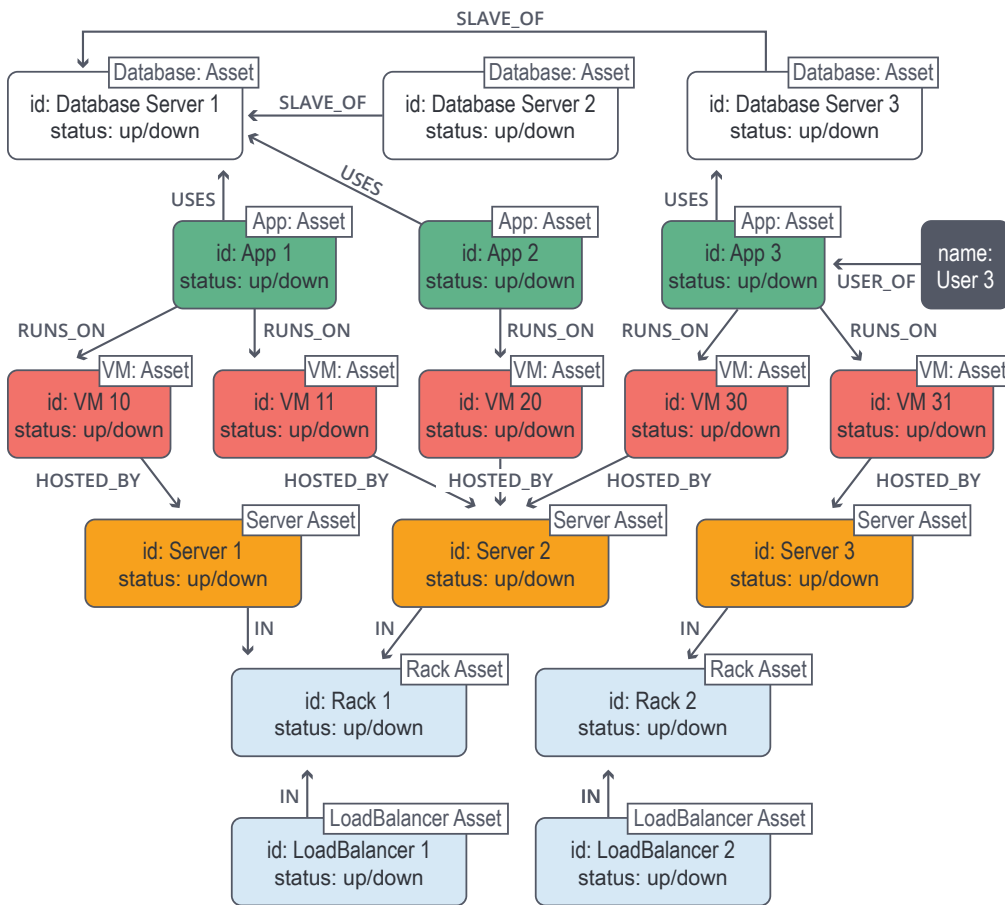 SLAVE_OF
Database: Asset
id: Database Server 1
status: up/down
SLAVE_OF
Database: Asset
id: Database Server 2
status: up/down
Database: Asset
id: Database Server 3
status: up/down
USES
USES
USES
App: Asset
id: App 1
status: up/down
App: Asset
id: App 2
status: up/down
App: Asset
id: App 3
status: up/down
USER_OF
name:
User 3
RUNS_ON
RUNS_ON
RUNS_ON
RUNS_ON
RUNS_ON
VM: Asset
id: VM 10
status: up/down
VM: Asset
id: VM 11
status: up/down
VM: Asset
id: VM 20
status: up/down
VM: Asset
id: VM 30
status: up/down
VM: Asset
id: VM 31
status: up/down
HOSTED_BY
HOSTED_BY
HOSTED_BY
HOSTED_BY
HOSTED_BY
Server Asset
id: Server 1
status: up/down
Server Asset
id: Server 2
status: up/down
Server Asset
id: Server 3
status: up/down
IN
IN
IN
Rack Asset
id: Rack 1
status: up/down
Rack Asset
id: Rack 2
status: up/down
IN
IN
LoadBalancer Asset
id: LoadBalancer 1
status: up/down
LoadBalancer Asset
id: LoadBalancer 2
status: up/down